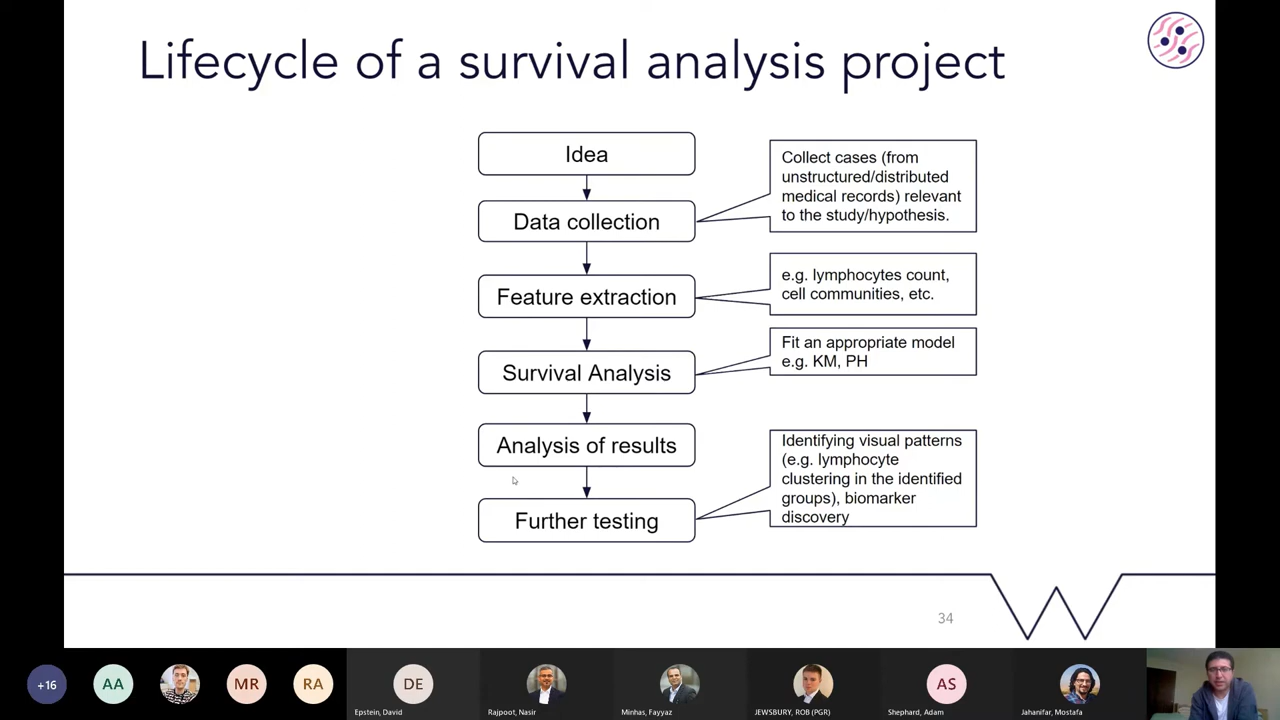 Lifecycle of a survival analysis project
Idea
Data collection
Feature extraction
Survival Analysis
Analysis of results
Further testing
Collect cases (from
unstructured/distributed
medical records) relevant
to the study/hypothesis.
e.g. lymphocytes count,
cell communities, etc.
Fit an appropriate model
e.g. KM, PH
Identifying visual patterns
(e.g. lymphocyte
clustering in the identified
groups), biomarker
discovery
34
+16
AA
MR
RA
DE
AS
Epstein, David
Rajpoot, Nasir
Minhas, Fayyaz
JEWSBURY, ROB (PGR)
Shephard, Adam
Jahanifar, Mostafa